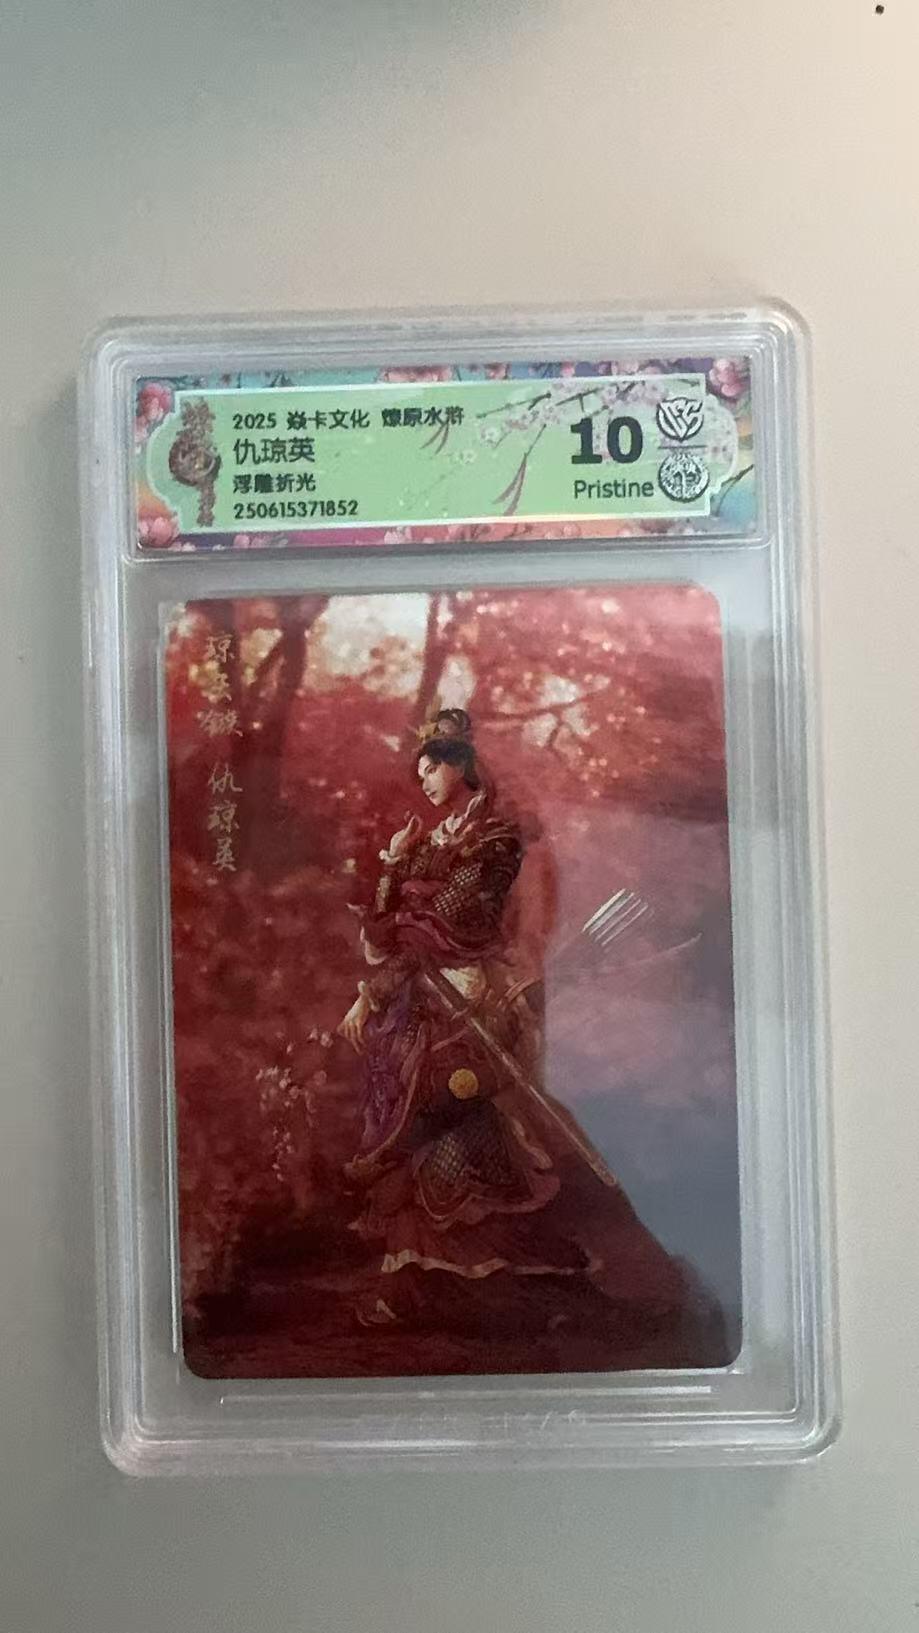 2025 焱卡文化 燎原水浒
仇琼英
浮雕折光
250615371852
10
Pristine
琼矢镞 仇琼英